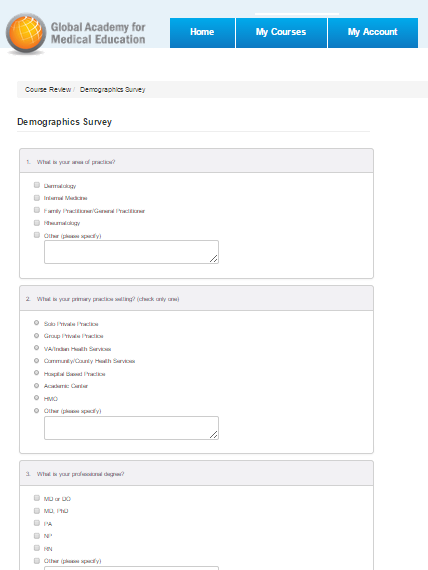 Global Academy for
Medical Education
Home
My Courses
My Account
Course Review / Demographics Survey
Demographics Survey
1. What is your area of practice?
Dermatology
Internal Medicine
Family Practitioner/General Practitioner
Rheumatology
Other (please specify)
2. What is your primary practice setting? (check only one)
Solo Private Practice
Group Private Practice
VA/Indian Health Services
Community/County Health Services
Hospital Based Practice
Academic Center
HMO
Other (please specify)
3. What is your professional degree?
MD or DO
MD, PhD
PA
NP
RN
Other (please specify)